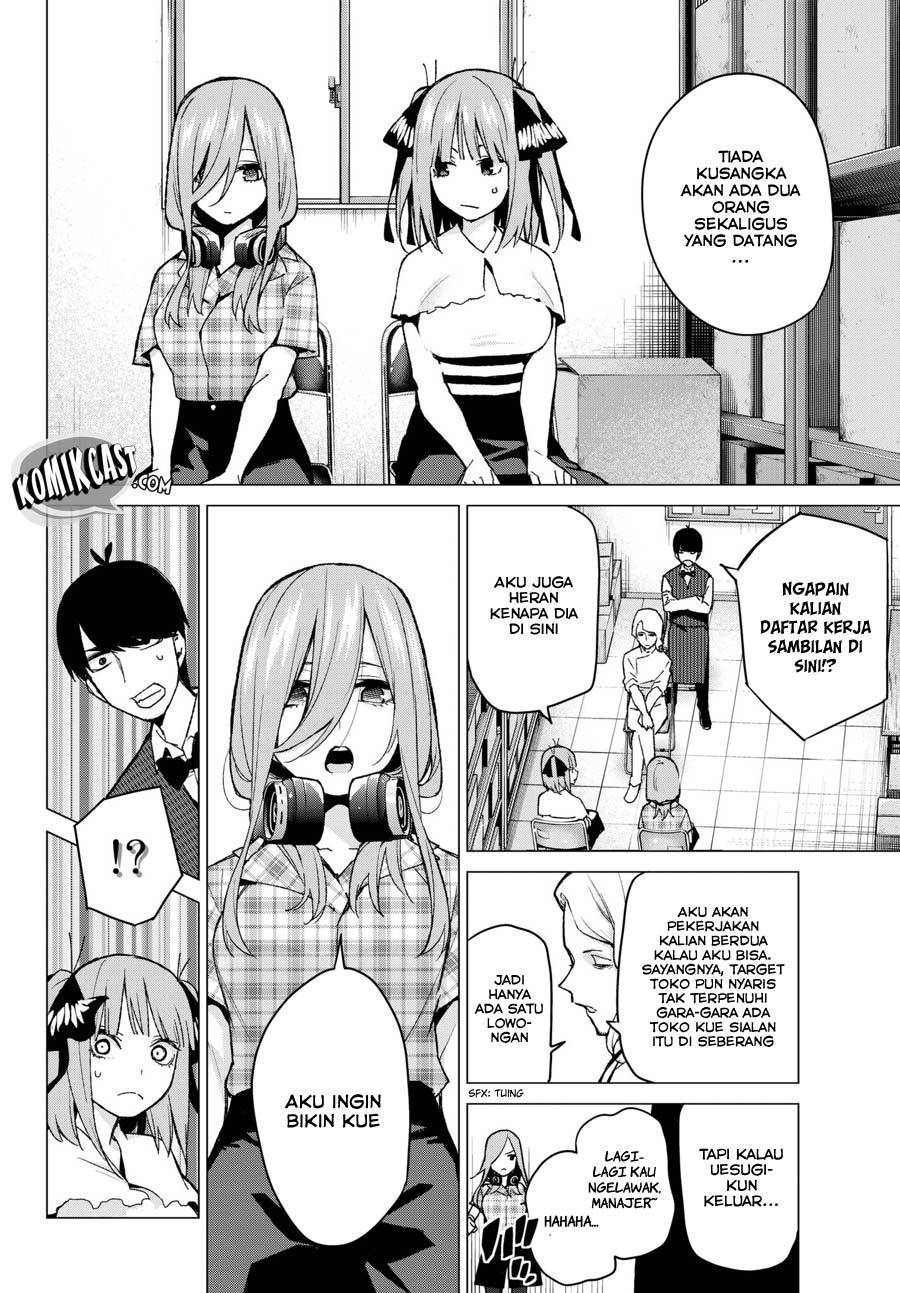 TIADA
KUSANGKA
AKAN ADA DUA
ORANG
SEKALIGUS
YANG DATANG
...
KOMIKCAST
.COM
NGAPAIN
KALIAN
DAFTAR KERJA
SAMBILAN DI
SINI!?
AKU JUGA
HERAN
KENAPA DIA
DI SINI
AKU INGIN
BIKIN KUE
!?
AKU AKAN
PEKERJAKAN
KALIAN BERDUA
KALAU AKU BISA.
SAYANGNYA, TARGET
TOKO PUN NYARIS
TAK TERPENUHI
GARA-GARA ADA
TOKO KUE SIALAN
ITU DI SEBERANG
JADI
HANYA
ADA SATU
LOWO-
NGAN
SFX: TUING
TAPI KALAU
UESUGI-
KUN
KELUAR...
LAGI-
LAGI KAU
NGELAWAK,
MANAJER~
HAHAHA...